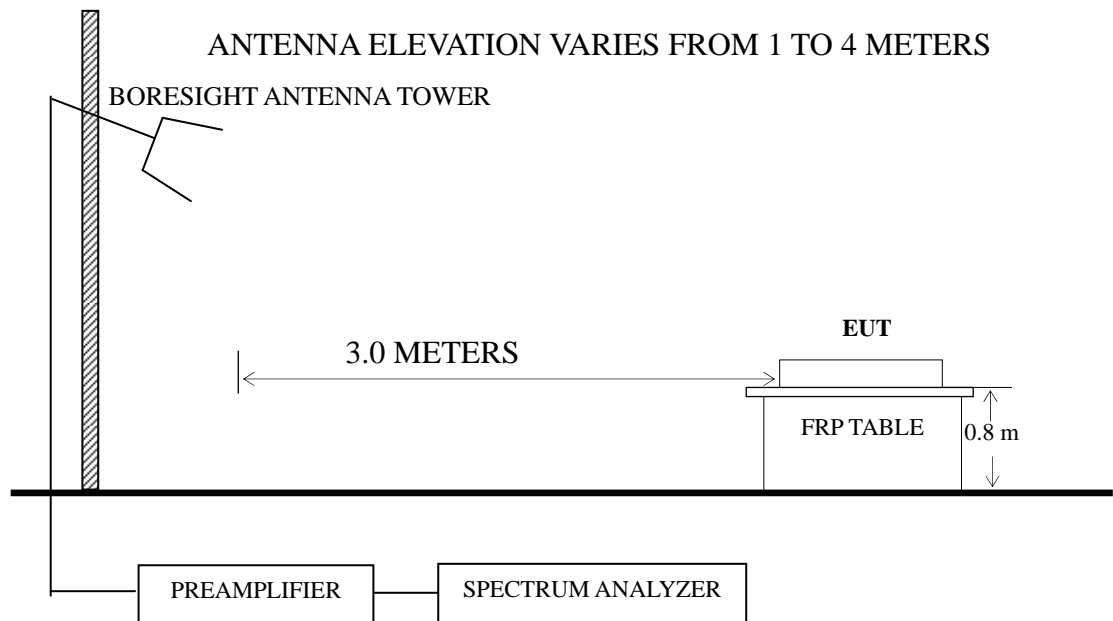 ANTENNA ELEVATION VARIES FROM 1 TO 4 METERS
BORESIGHT ANTENNA TOWER
EUT
3.0 METERS
FRP TABLE
0.8 m
PREAMPLIFIER
SPECTRUM ANALYZER